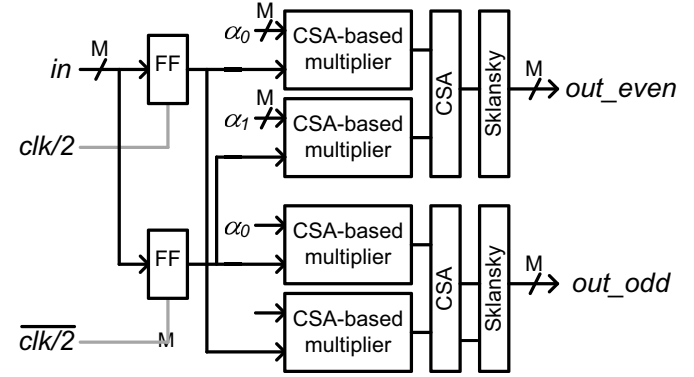 M
in
FF
clk/2
α0
M
CSA-based
multiplier
α1
M
CSA-based
multiplier
CSA
Sklansky
M
out_even
FF
clk/2
M
α0
CSA-based
multiplier
CSA-based
multiplier
CSA
Sklansky
M
out_odd